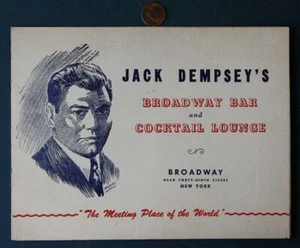 JACK DEMPSEY'S
BROADWAY BAR
and
COCKTAIL LOUNGE
BROADWAY
NEAR FORTY-NINTH STREET
NEW YORK
"The Meeting Place of the World"